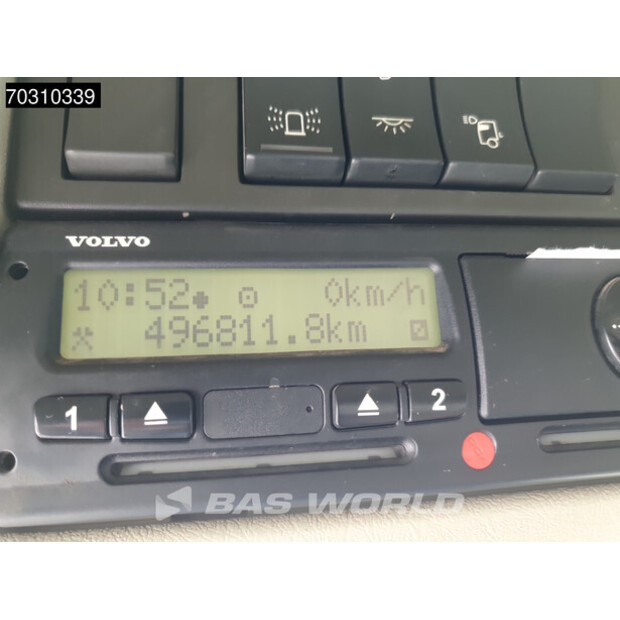 70310339
VOLVO
10:52 0km/h
496811.8km
1 2
BAS WORLD